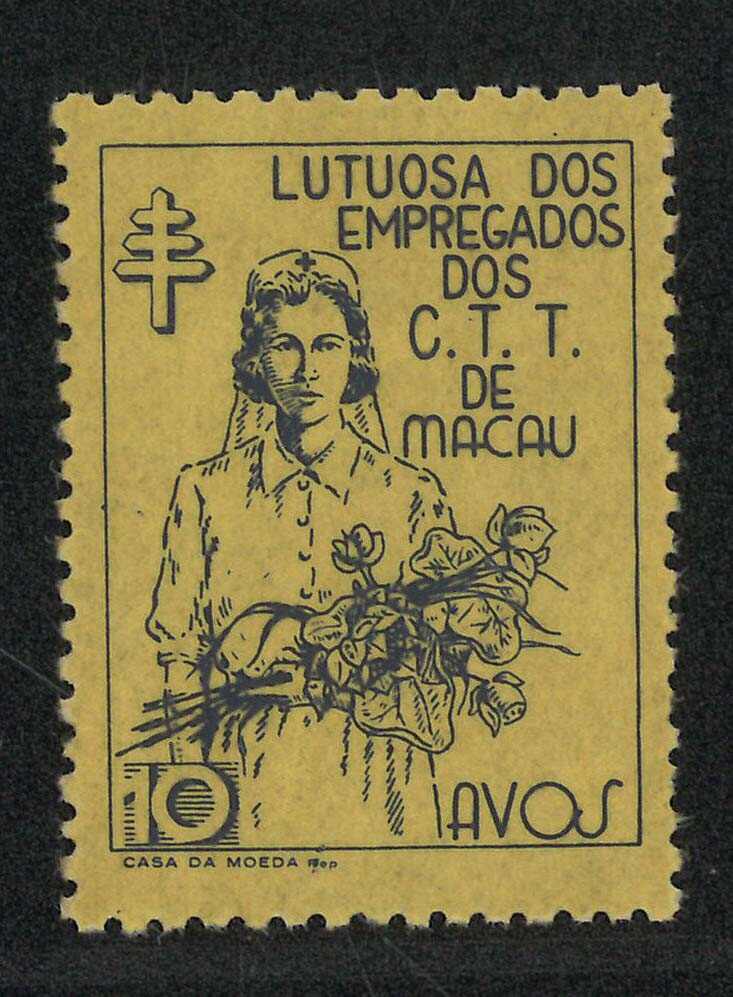 LUTUOSA DOS
EMPREGADOS
DOS
C. T. T.
DE
MACAU
10 AVOS
CASA DA MOEDA